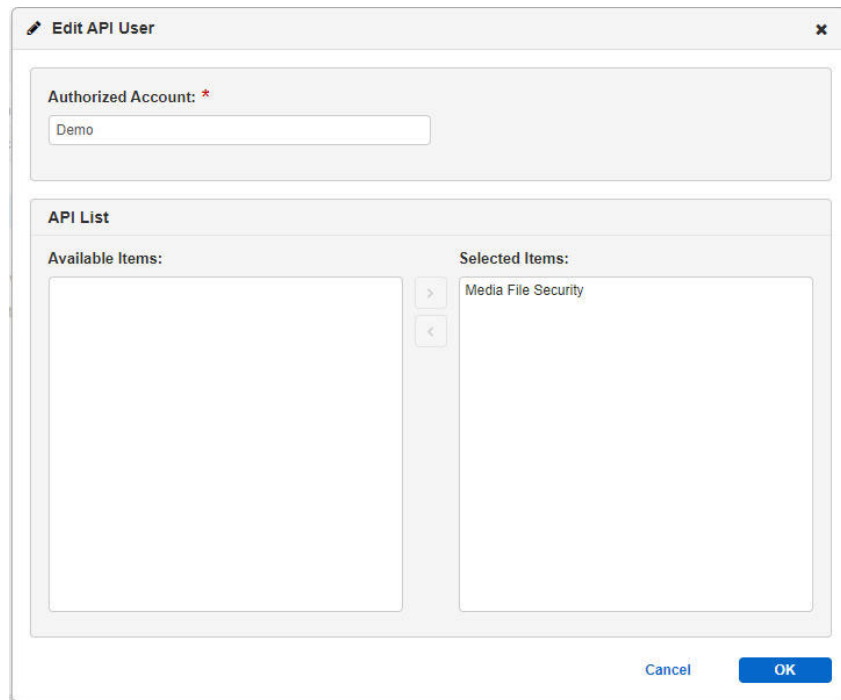 Edit API User
Authorized Account: *
Demo
API List
Available Items:
Selected Items:
Media File Security
Cancel
OK